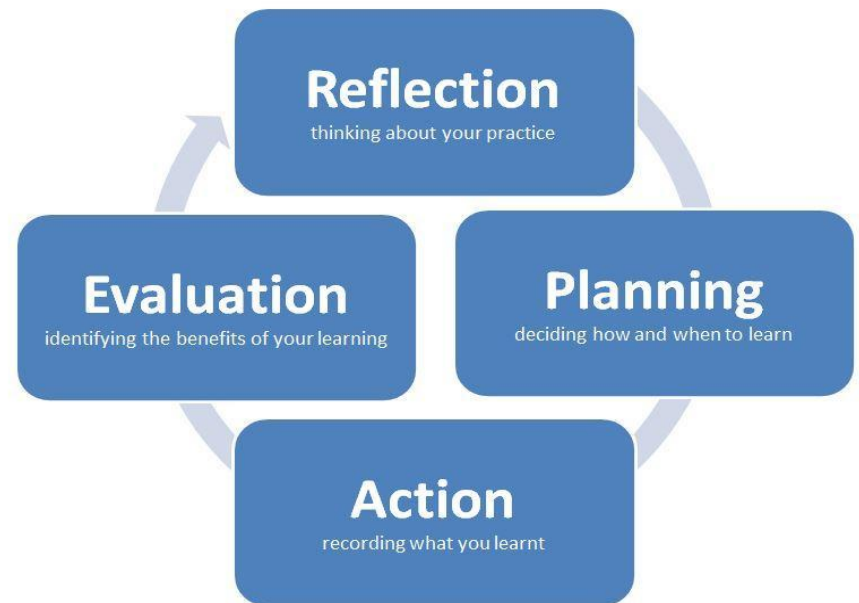 Reflection
thinking about your practice
Planning
deciding how and when to learn
Action
recording what you learnt
Evaluation
identifying the benefits of your learning